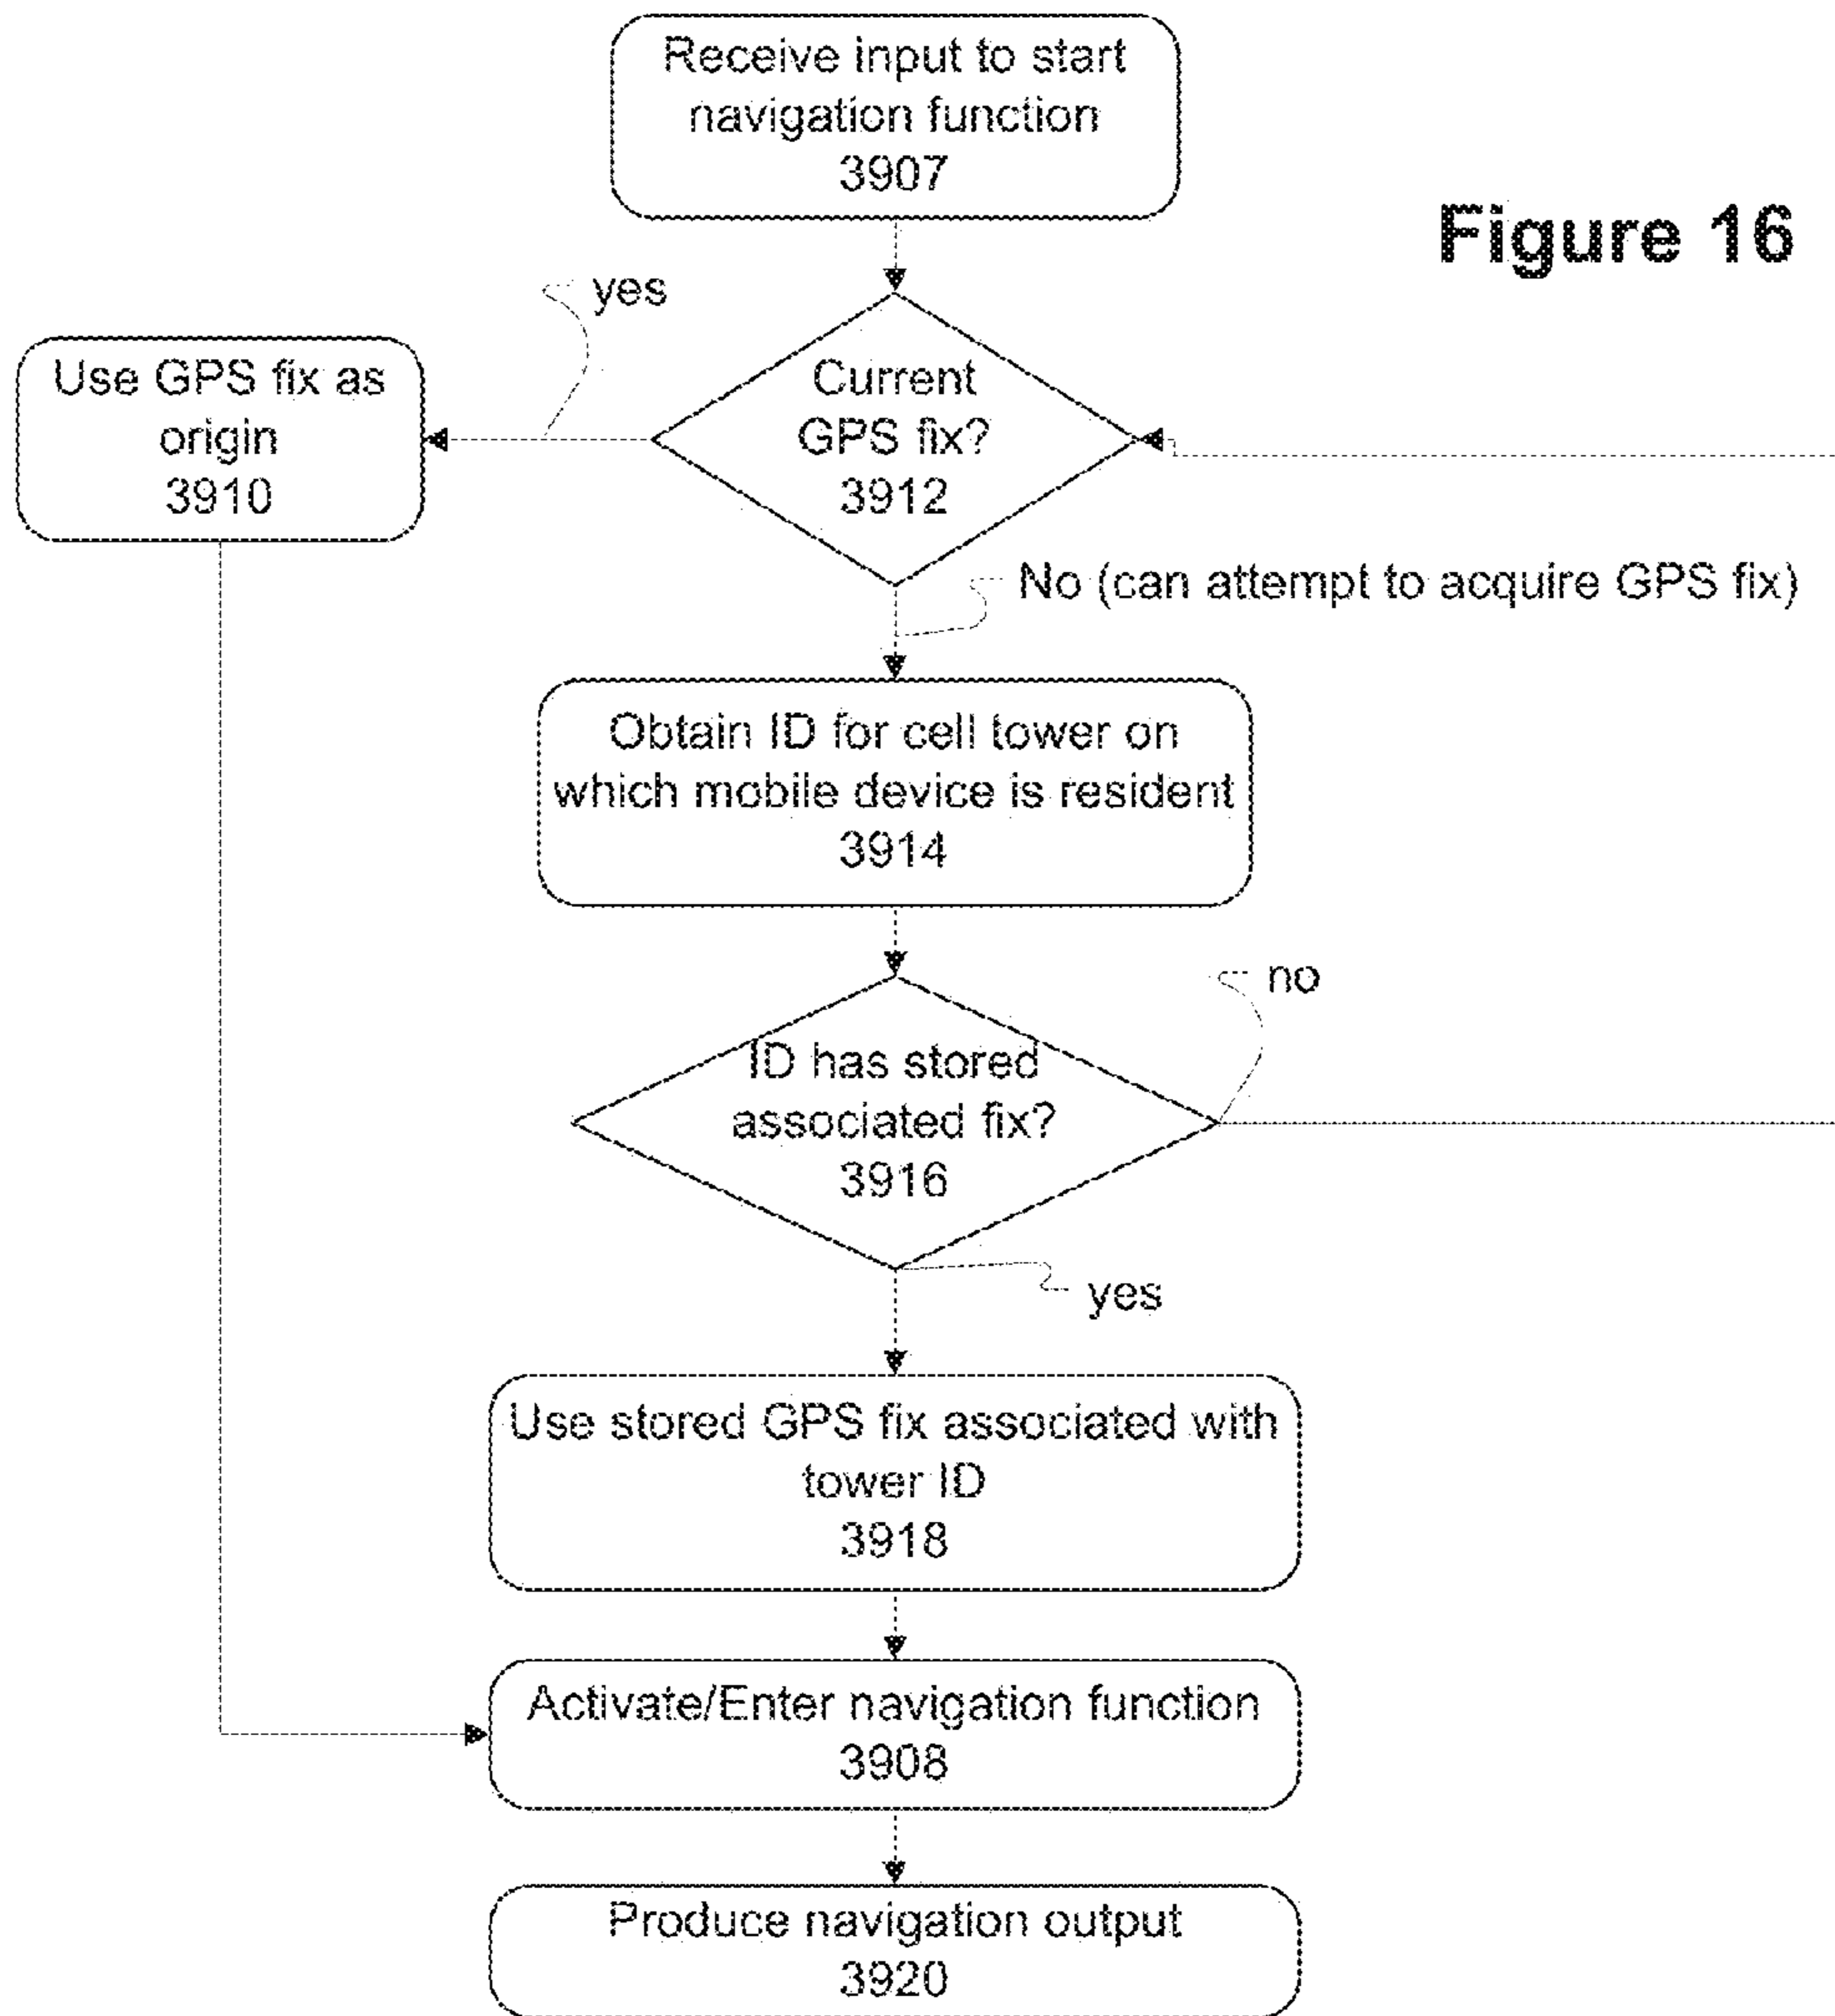 Receive input to start
navigation function
3907
Figure 16
yes
Use GPS fix as
origin
3910
Current
GPS fix?
3912
No (can attempt to acquire GPS fix)
Obtain ID for cell tower on
which mobile device is resident
3914
no
ID has stored
associated fix?
3916
yes
Use stored GPS fix associated with
tower ID
3918
Activate/Enter navigation function
3908
Produce navigation output
3920